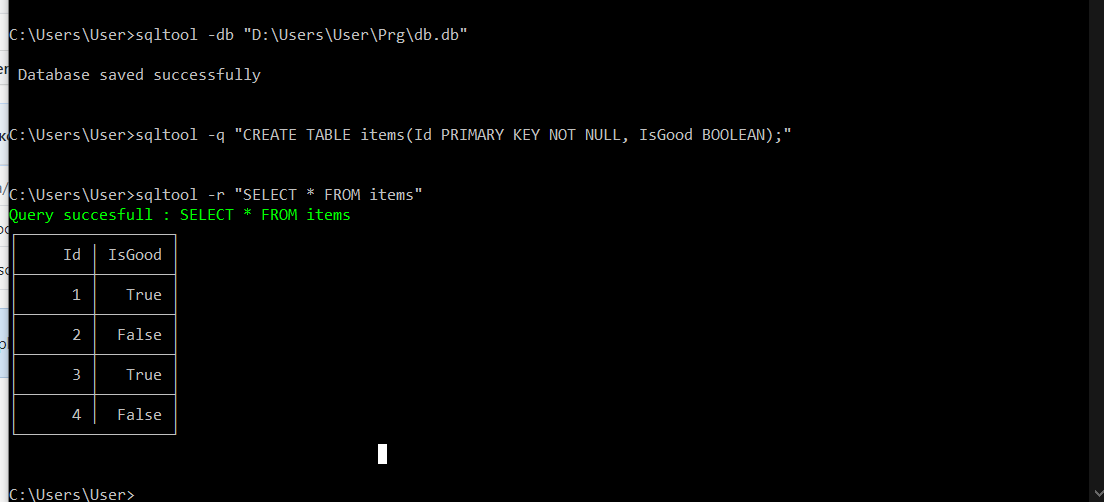 C:\Users\User>sqltool -db "D:\Users\User\Prg\db.db"
Database saved successfully
C:\Users\User>sqltool -q "CREATE TABLE items(Id PRIMARY KEY NOT NULL, IsGood BOOLEAN);"
C:\Users\User>sqltool -r "SELECT * FROM items"
Query succesfull : SELECT * FROM items
Id IsGood
1 True
2 False
3 True
4 False
C:\Users\User>